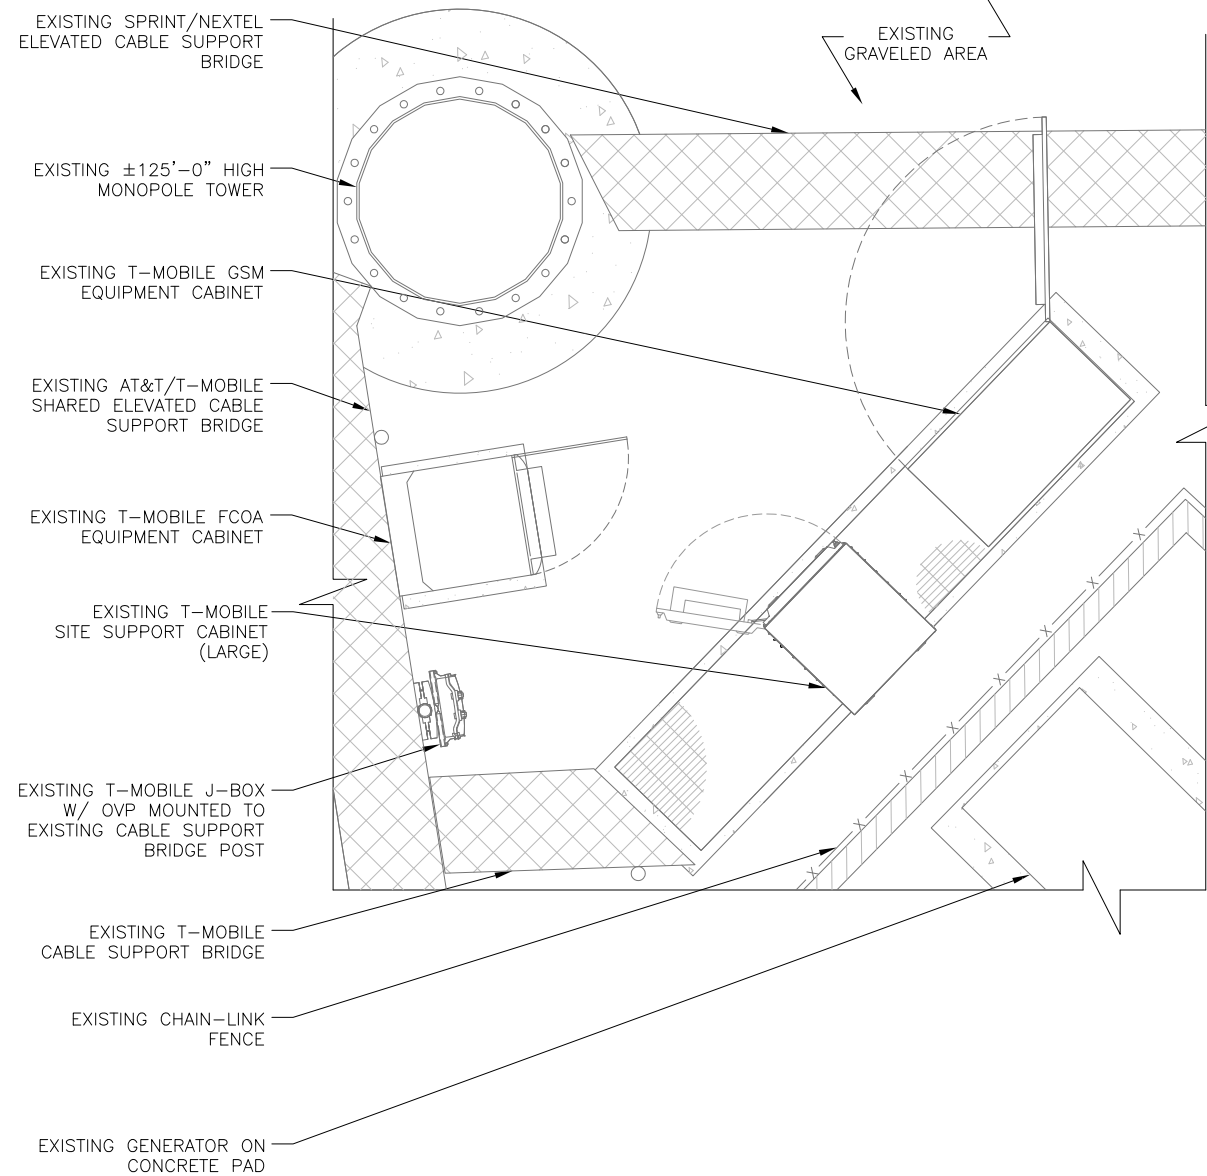 EXISTING SPRINT/NEXTEL
ELEVATED CABLE SUPPORT
BRIDGE
EXISTING
GRAVELED AREA
EXISTING ±125'-0" HIGH
MONOPOLE TOWER
EXISTING T-MOBILE GSM
EQUIPMENT CABINET
EXISTING AT&T/T-MOBILE
SHARED ELEVATED CABLE
SUPPORT BRIDGE
EXISTING T-MOBILE FCOA
EQUIPMENT CABINET
EXISTING T-MOBILE
SITE SUPPORT CABINET
(LARGE)
EXISTING T-MOBILE J-BOX
W/ OVP MOUNTED TO
EXISTING CABLE SUPPORT
BRIDGE POST
EXISTING T-MOBILE
CABLE SUPPORT BRIDGE
EXISTING CHAIN-LINK
FENCE
EXISTING GENERATOR ON
CONCRETE PAD